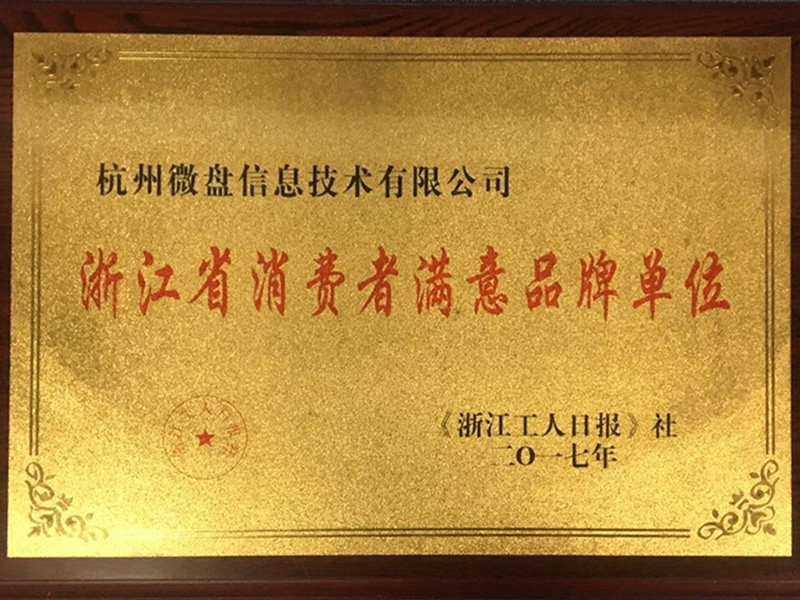 杭州微盘信息技术有限公司
浙江省消费者满意品牌单位
《浙江工人日报》社
二〇一七年